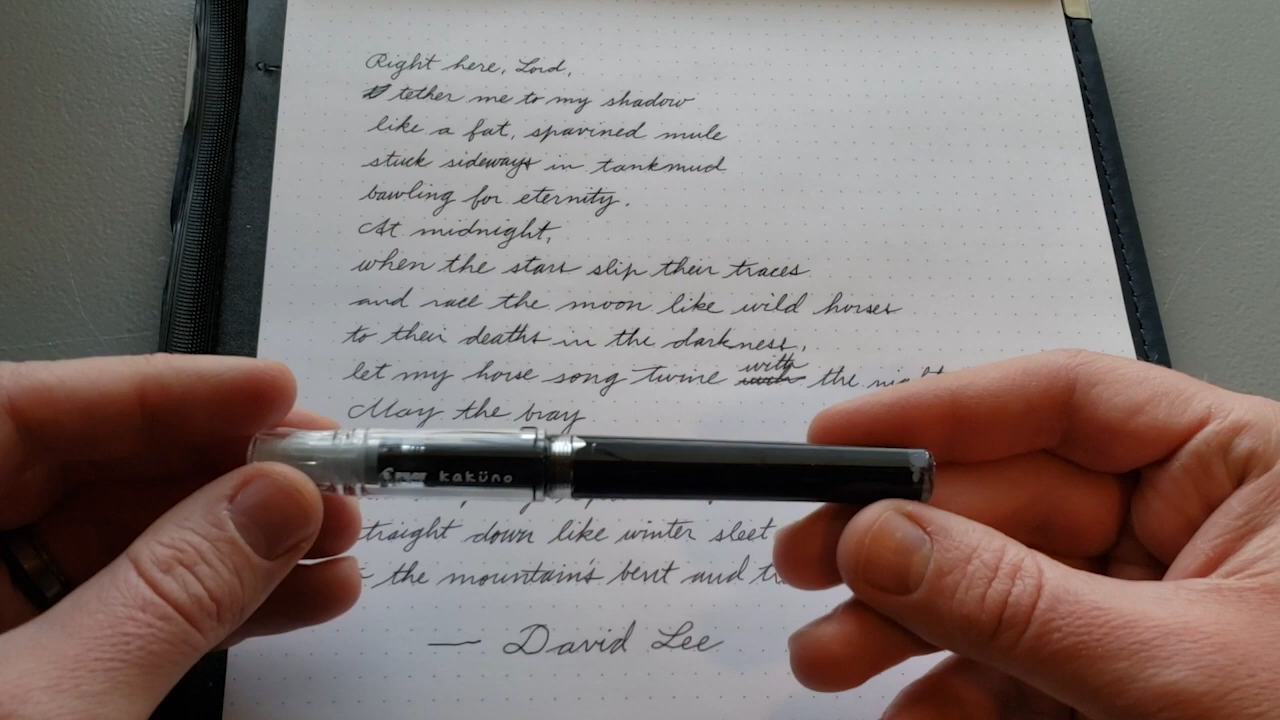 Right here, Lord,
tether me to my shadow
like a fat, spavined mule
stuck sideways in tankmud
bawling for eternity.
At midnight,
when the stars slip their traces
and race the moon like wild horses
to their deaths in the darkness,
let my horse song twine with the night
May the bray
kaküno
traight down like winter sleet
the mountain's bent and
— David Lee